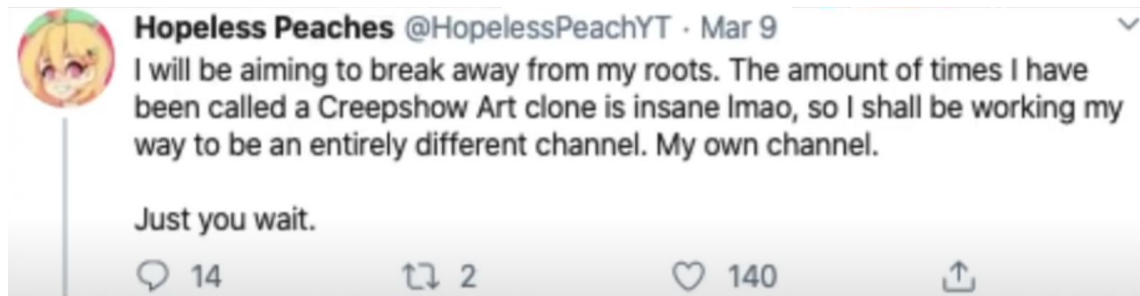 Hopeless Peaches @HopelessPeachYT · Mar 9
I will be aiming to break away from my roots. The amount of times I have
been called a Creepshow Art clone is insane lmao, so I shall be working my
way to be an entirely different channel. My own channel.
Just you wait.
14 2 140